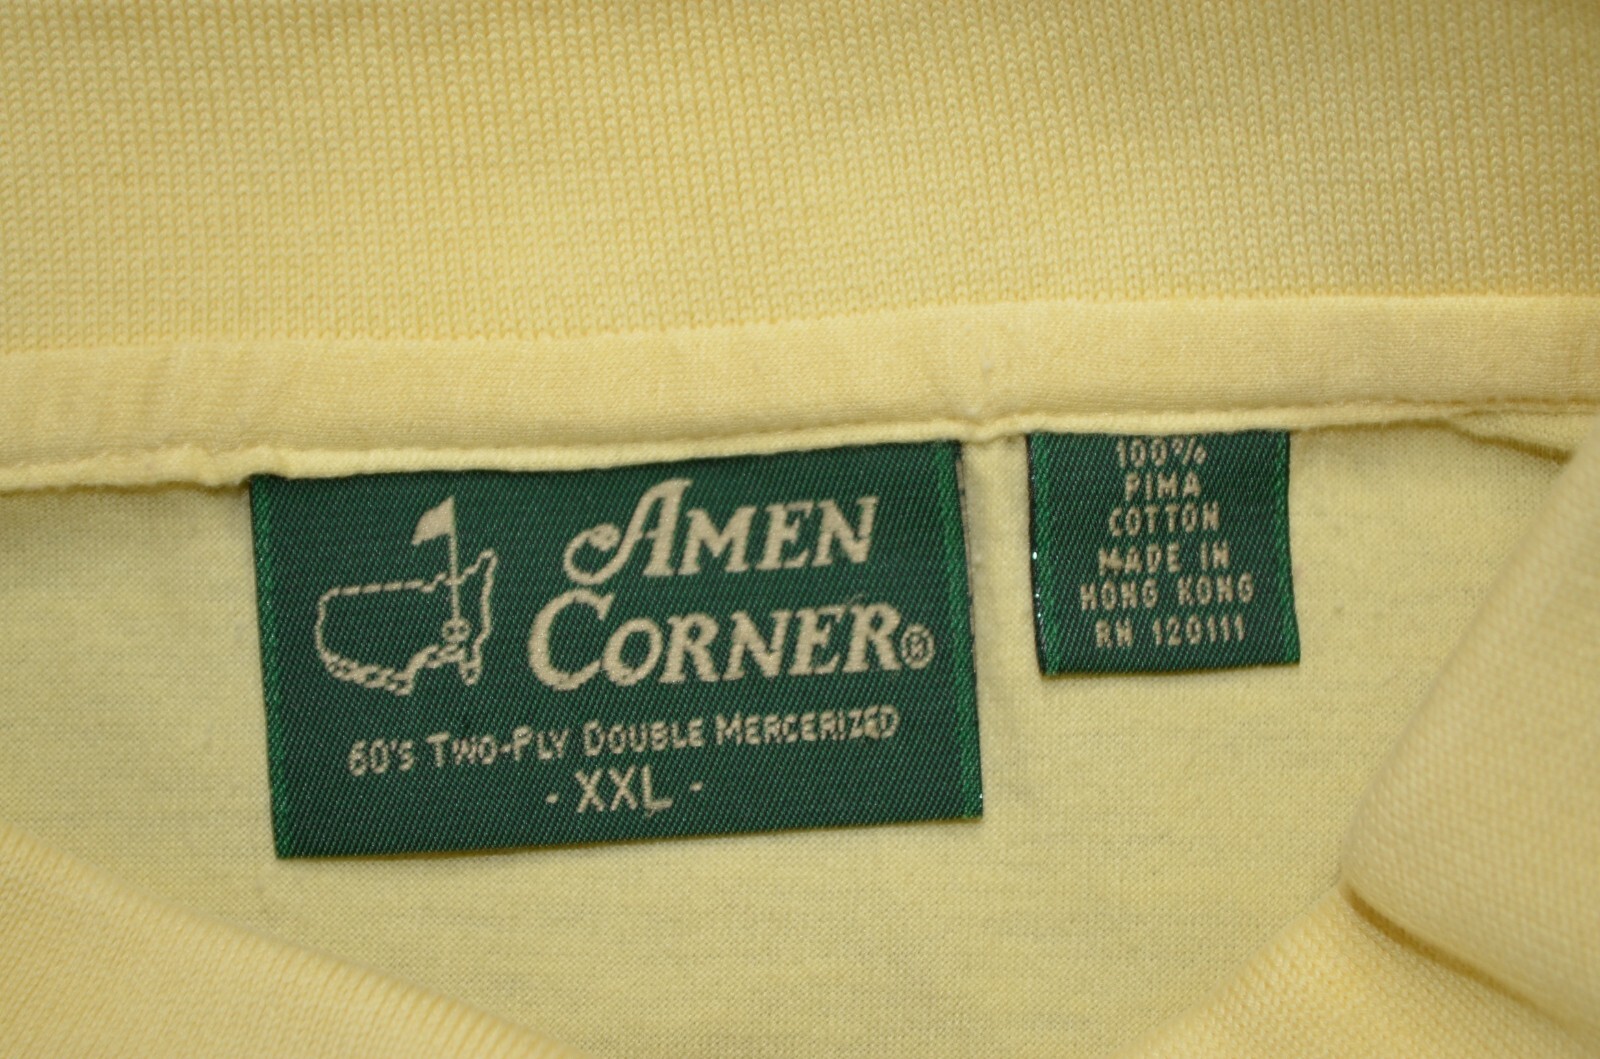 AMEN
CORNER®
60'S TWO-PLY DOUBLE MERCERIZED
- XXL -
100%
PIMA
COTTON
MADE IN
HONG KONG
RN 120111